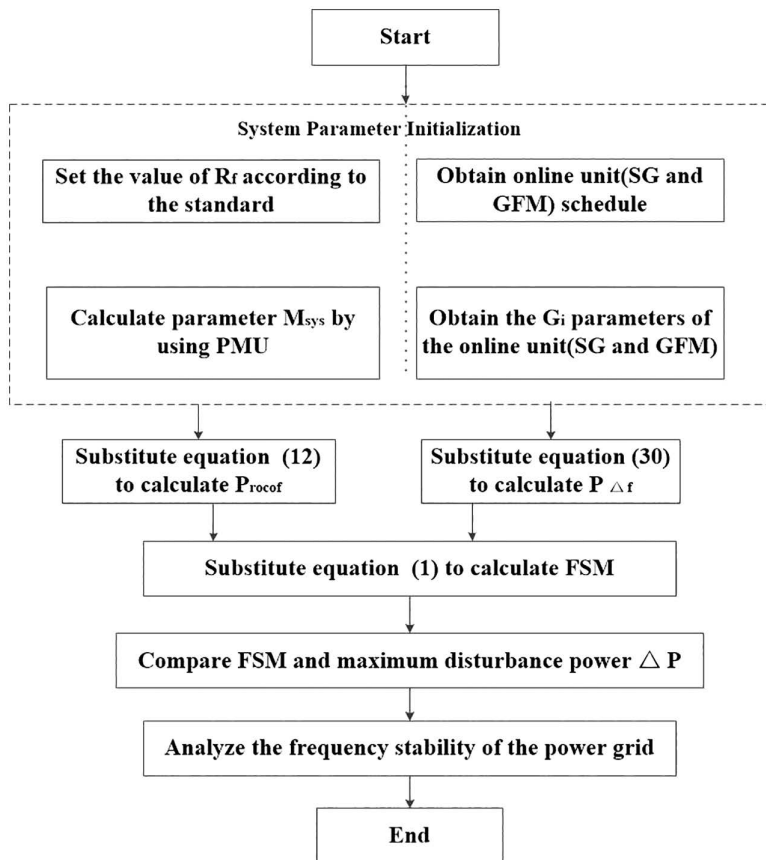 Start
System Parameter Initialization
Set the value of Rf according to
the standard
Obtain online unit(SG and
GFM) schedule
Calculate parameter Msys by
using PMU
Obtain the Gi parameters of
the online unit(SG and GFM)
Substitute equation (12)
to calculate Procof
Substitute equation (30)
to calculate P △f
Substitute equation (1) to calculate FSM
Compare FSM and maximum disturbance power △ P
Analyze the frequency stability of the power grid
End